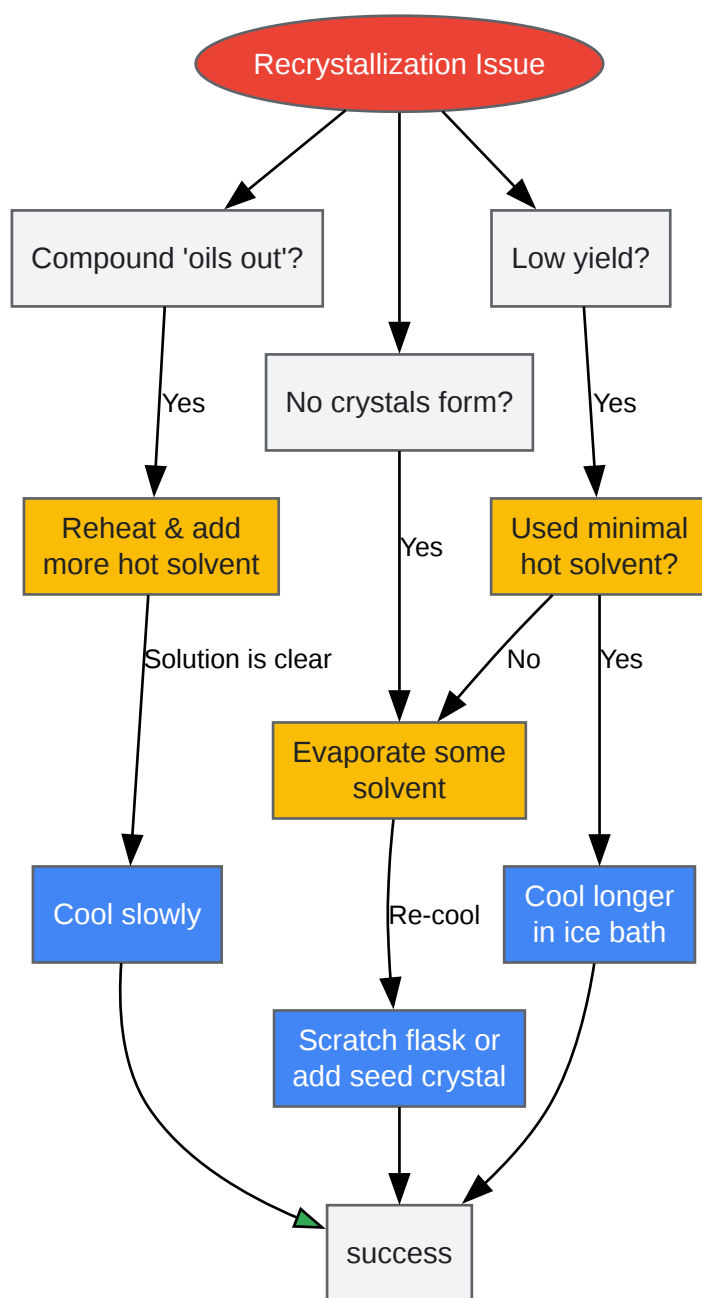 Recrystallization Issue
Compound 'oils out'?
Low yield?
No crystals form?
Yes
Yes
Yes
Reheat & add
more hot solvent
Used minimal
hot solvent?
Solution is clear
No
Yes
Evaporate some
solvent
Cool slowly
Re-cool
Cool longer
in ice bath
Scratch flask or
add seed crystal
success